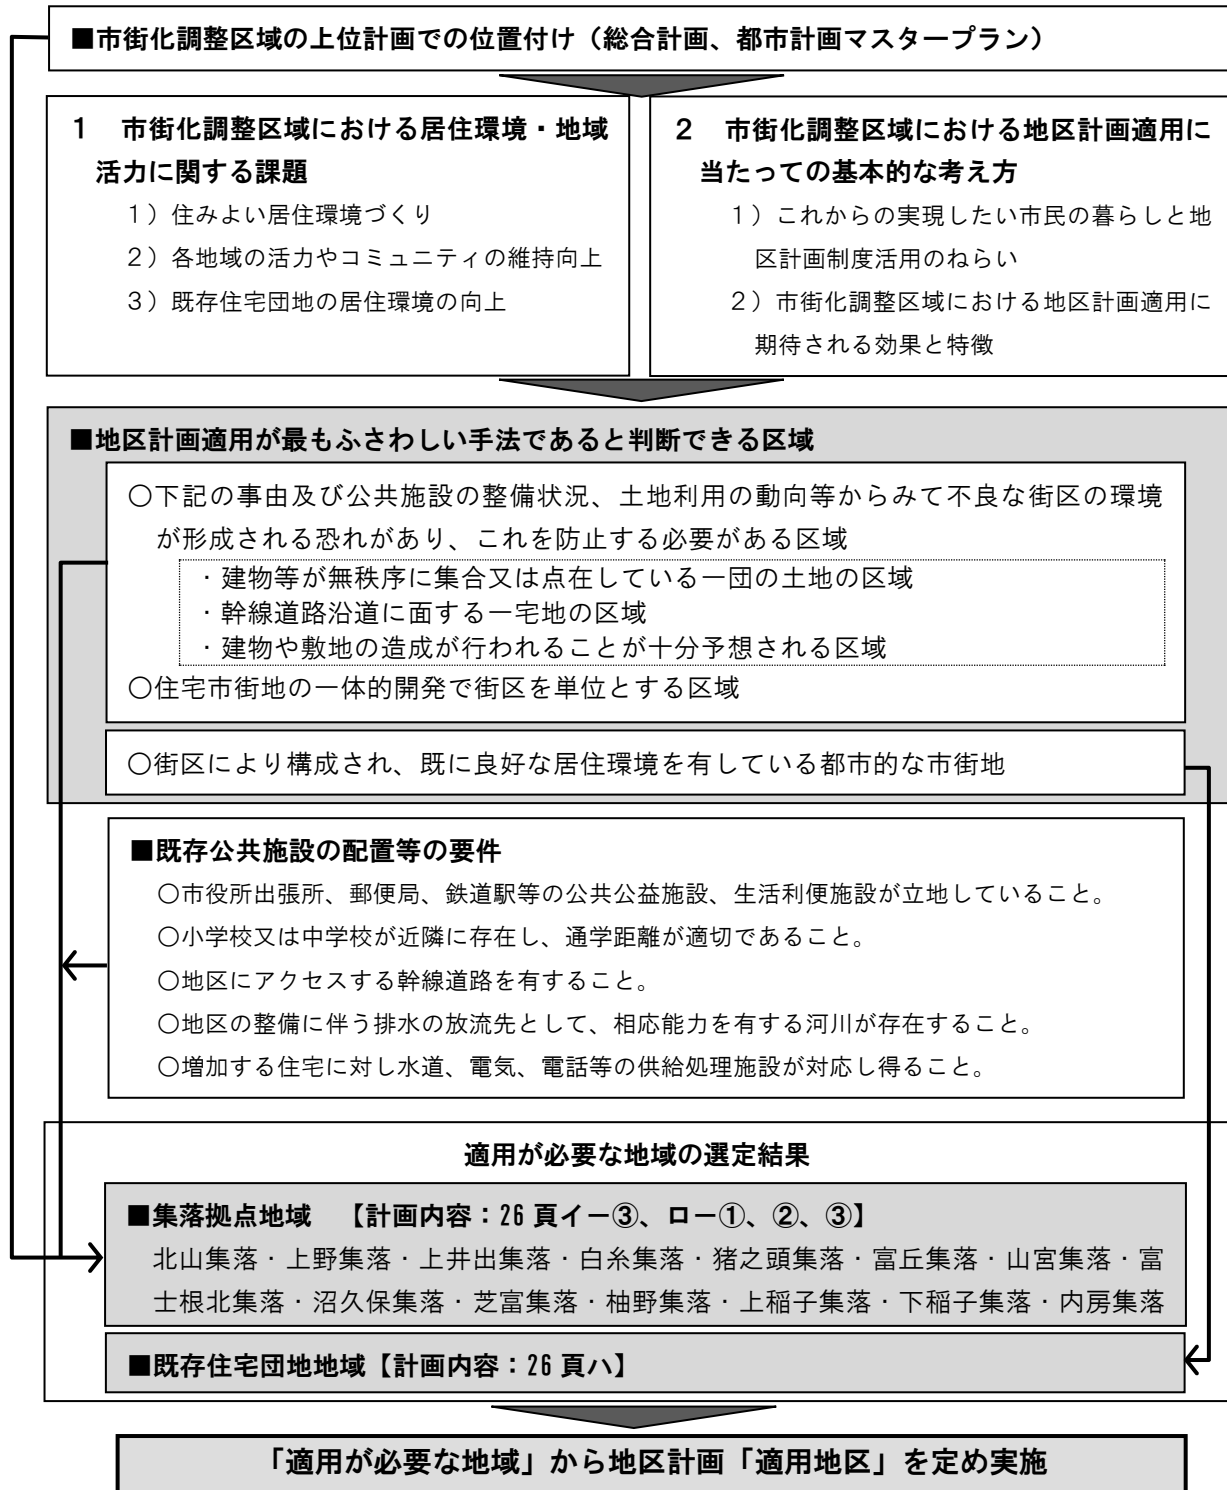 ■市街化調整区域の上位計画での位置付け（総合計画、都市計画マスタープラン）
１　市街化調整区域における居住環境・地域
活力に関する課題
１）住みよい居住環境づくり
２）各地域の活力やコミュニティの維持向上
３）既存住宅団地の居住環境の向上
２　市街化調整区域における地区計画適用に
当たっての基本的な考え方
１）これからの実現したい市民の暮らしと地
区計画制度活用のねらい
２）市街化調整区域における地区計画適用に
期待される効果と特徴
■地区計画適用が最もふさわしい手法であると判断できる区域
○下記の事由及び公共施設の整備状況、土地利用の動向等からみて不良な街区の環境
が形成される恐れがあり、これを防止する必要がある区域
・建物等が無秩序に集合又は点在している一団の土地の区域
・幹線道路沿道に面する一宅地の区域
・建物や敷地の造成が行われることが十分予想される区域
○住宅市街地の一体的開発で街区を単位とする区域
○街区により構成され、既に良好な居住環境を有している都市的な市街地
■既存公共施設の配置等の要件
○市役所出張所、郵便局、鉄道駅等の公共公益施設、生活利便施設が立地していること。
○小学校又は中学校が近隣に存在し、通学距離が適切であること。
○地区にアクセスする幹線道路を有すること。
○地区の整備に伴う排水の放流先として、相応能力を有する河川が存在すること。
○増加する住宅に対し水道、電気、電話等の供給処理施設が対応し得ること。
適用が必要な地域の選定結果
■集落拠点地域　【計画内容：26 頁イー③、ロー①、②、③】
北山集落・上野集落・上井出集落・白糸集落・猪之頭集落・富丘集落・山宮集落・富
士根北集落・沼久保集落・芝富集落・柚野集落・上稲子集落・下稲子集落・内房集落
■既存住宅団地地域【計画内容：26 頁ハ】
「適用が必要な地域」から地区計画「適用地区」を定め実施